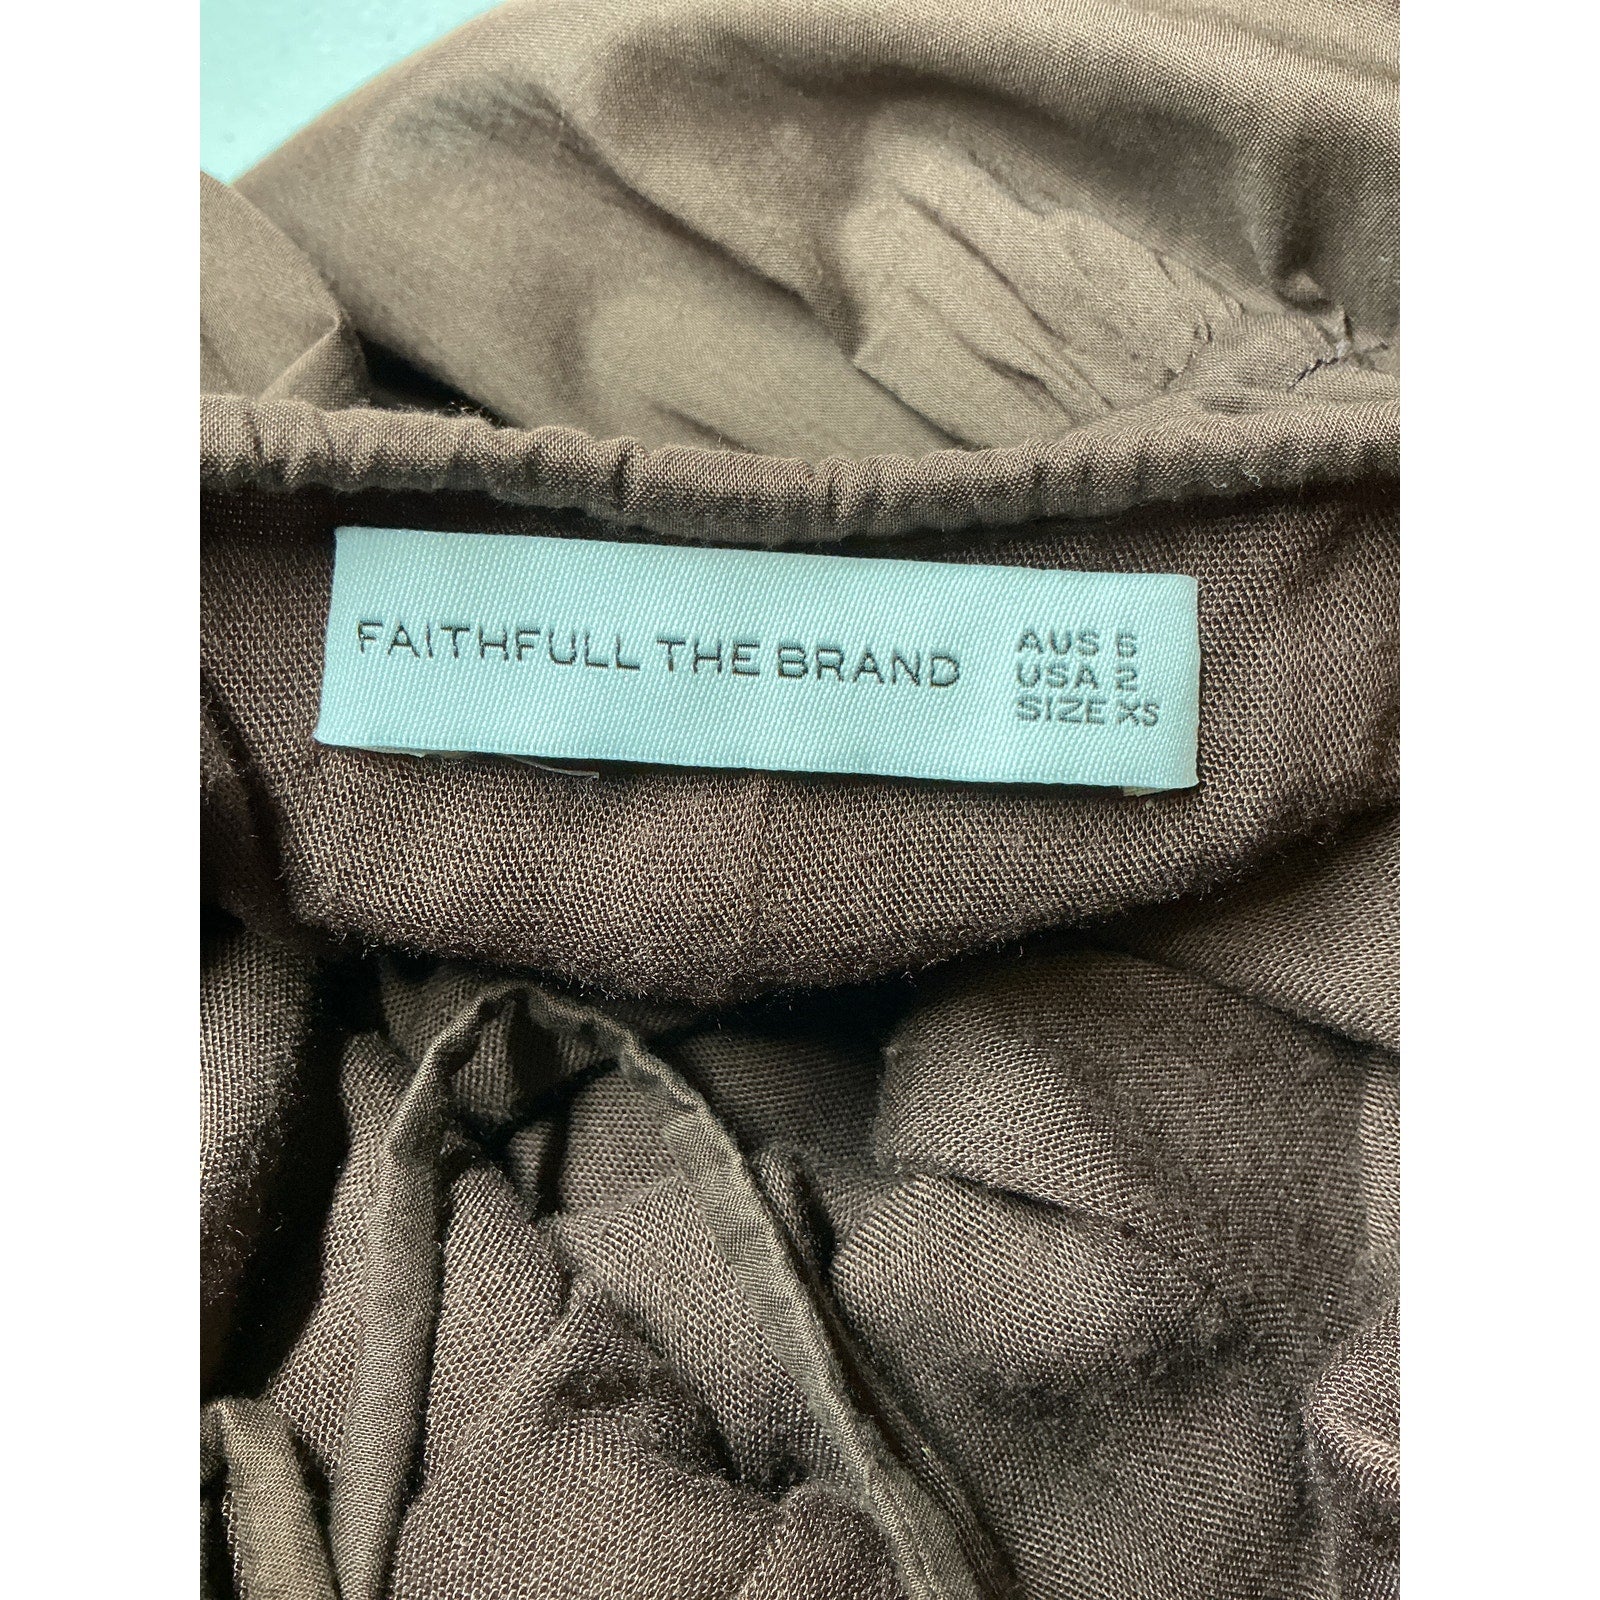 FAITHFULL THE BRAND
AUS 6
USA 2
SIZE XS